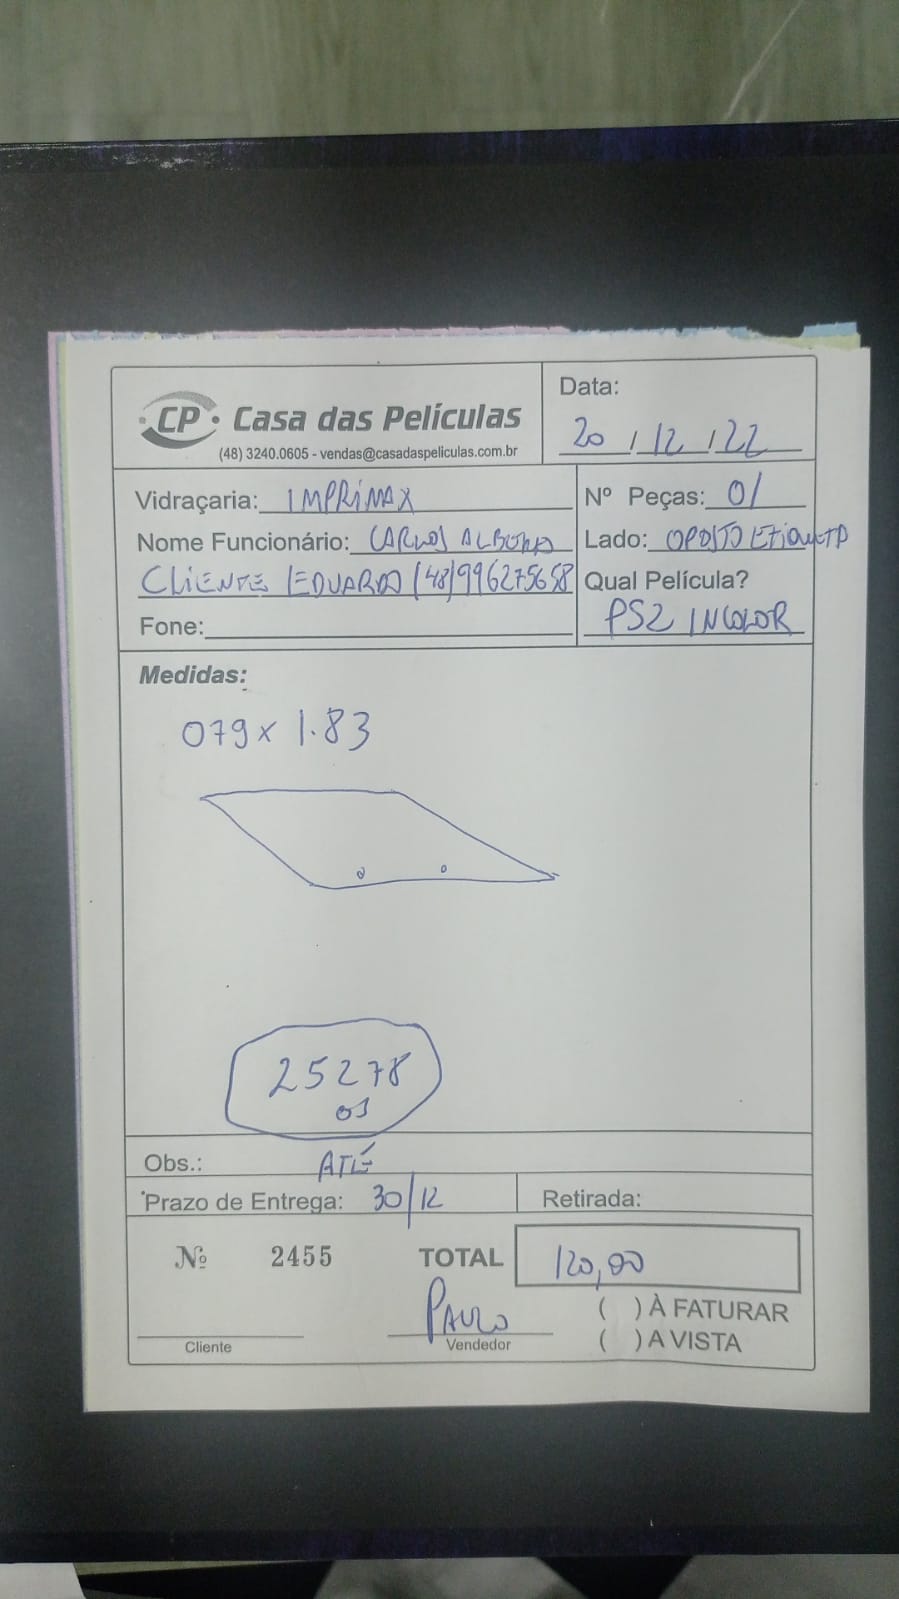 CP Casa das Películas
(48) 3240.0605 - vendas@casadaspeliculas.com.br
Data:
20 / 12 / 22
Vidraçaria: IMPRIMAX
Nº Peças: 01
Nome Funcionário: CARLOS ALBERTO
Lado: OPOSTO ETIQUETA
CLIENTE EDUARDO (48) 996275658
Qual Película?
PS2 INCOLOR
Fone:
Medidas:
079 x 1.83
25278
Obs.: ATÉ
Prazo de Entrega: 30/12
Retirada:
Nº 2455
TOTAL 120,00
PAULO
( ) À FATURAR
( ) A VISTA
Cliente
Vendedor